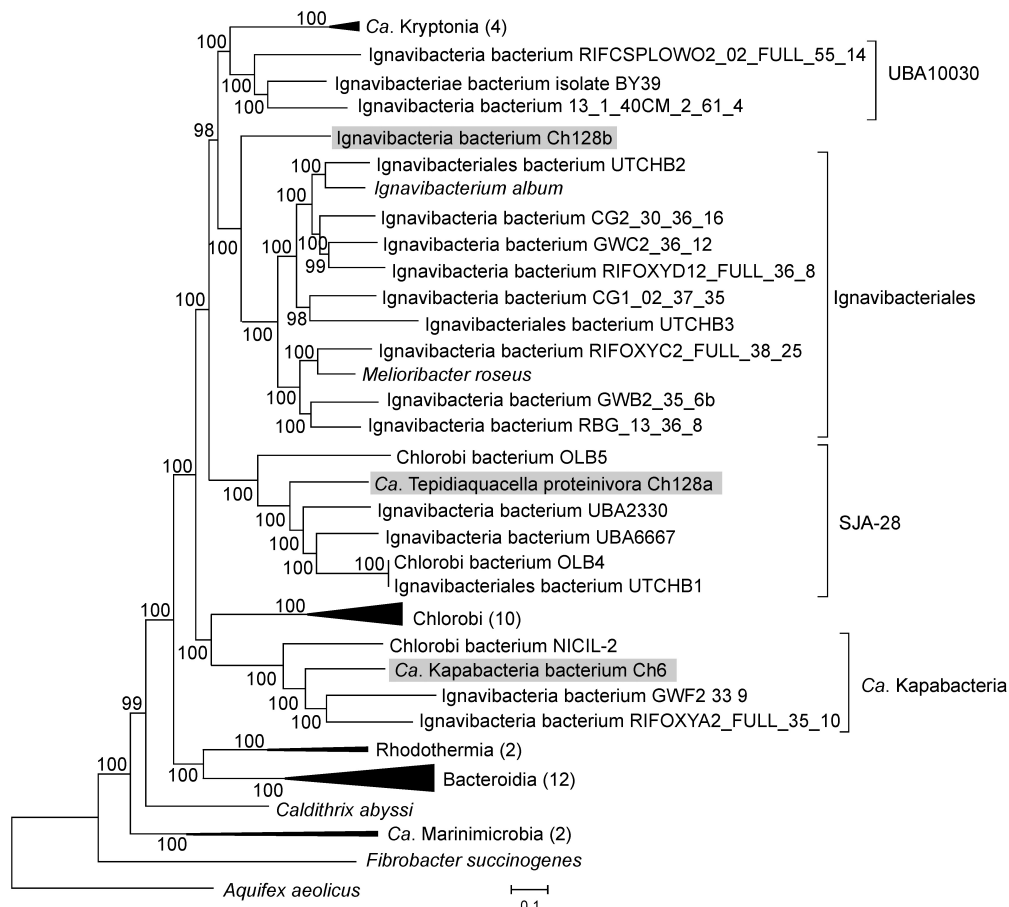 100
Ca. Kryptonia (4)
100
Ignavibacteria bacterium RIFCSPLOWO2_02_FULL_55_14
UBA10030
100
Ignavibacteriae bacterium isolate BY39
100
Ignavibacteria bacterium 13_1_40CM_2_61_4
98
Ignavibacteria bacterium Ch128b
100
Ignavibacteriales bacterium UTCHB2
100
Ignavibacterium album
Ignavibacteria bacterium CG2_30_36_16
100
100
100
Ignavibacteria bacterium GWC2_36_12
99
Ignavibacteria bacterium RIFOXYD12_FULL_36_8
100
Ignavibacteria bacterium CG1_02_37_35
Ignavibacteriales
98
Ignavibacteriales bacterium UTCHB3
100
100
Ignavibacteria bacterium RIFOXYC2_FULL_38_25
Melioribacter roseus
100
Ignavibacteria bacterium GWB2_35_6b
100
Ignavibacteria bacterium RBG_13_36_8
Chlorobi bacterium OLB5
100
100
Ca. Tepidiaquacella proteinivora Ch128a
100
Ignavibacteria bacterium UBA2330
SJA-28
100
Ignavibacteria bacterium UBA6667
100
100
Chlorobi bacterium OLB4
Ignavibacteriales bacterium UTCHB1
100
100
Chlorobi (10)
Chlorobi bacterium NICIL-2
100
Ca. Kapabacteria bacterium Ch6
100
Ca. Kapabacteria
100
Ignavibacteria bacterium GWF2 33 9
100
Ignavibacteria bacterium RIFOXYA2_FULL_35_10
99
100
Rhodothermia (2)
100
100
Bacteroidia (12)
100
Caldithrix abyssi
Ca. Marinimicrobia (2)
100
Fibrobacter succinogenes
Aquifex aeolicus
0.1